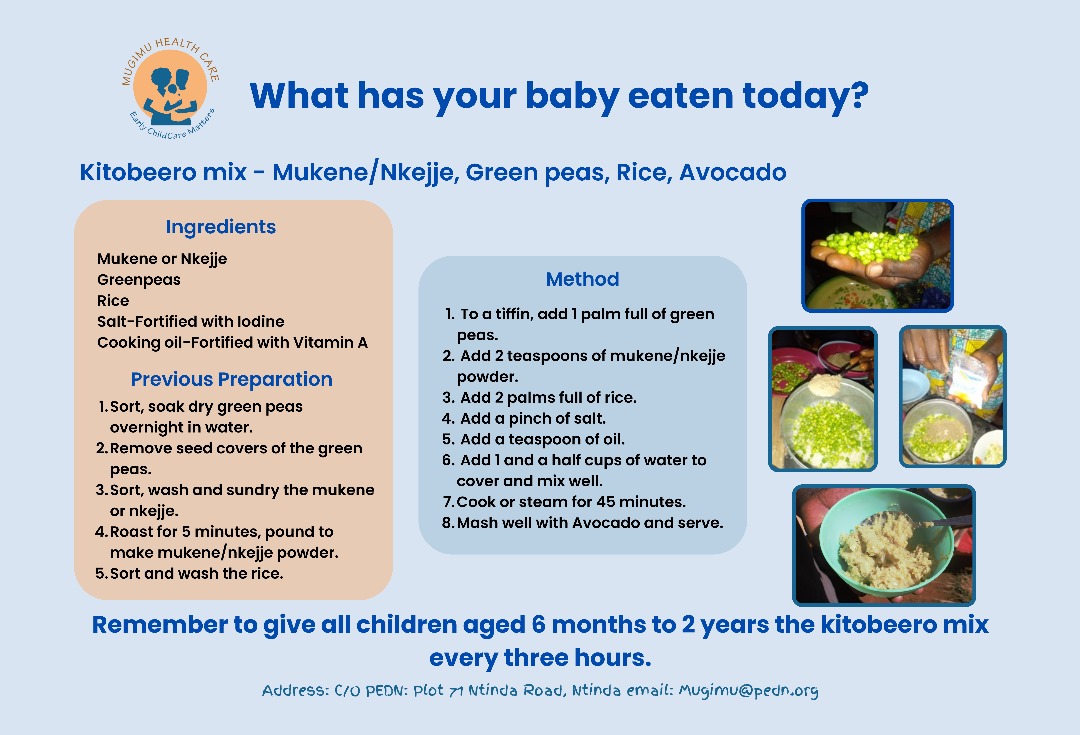 MUGIMU HEALTH CARE
Early ChildCare Matters
What has your baby eaten today?
Kitobeero mix - Mukene/Nkejje, Green peas, Rice, Avocado
Ingredients
Mukene or Nkejje
Greenpeas
Rice
Salt-Fortified with Iodine
Cooking oil-Fortified with Vitamin A
Previous Preparation
1. Sort, soak dry green peas
overnight in water.
2. Remove seed covers of the green
peas.
3. Sort, wash and sundry the mukene
or nkejje.
4. Roast for 5 minutes, pound to
make mukene/nkejje powder.
5. Sort and wash the rice.
Method
1. To a tiffin, add 1 palm full of green
peas.
2. Add 2 teaspoons of mukene/nkejje
powder.
3. Add 2 palms full of rice.
4. Add a pinch of salt.
5. Add a teaspoon of oil.
6. Add 1 and a half cups of water to
cover and mix well.
7. Cook or steam for 45 minutes.
8. Mash well with Avocado and serve.
Remember to give all children aged 6 months to 2 years the kitobeero mix
every three hours.
Address: C/O PEDN: Plot 71 Ntinda Road, Ntinda email: Mugimu@pedn.org